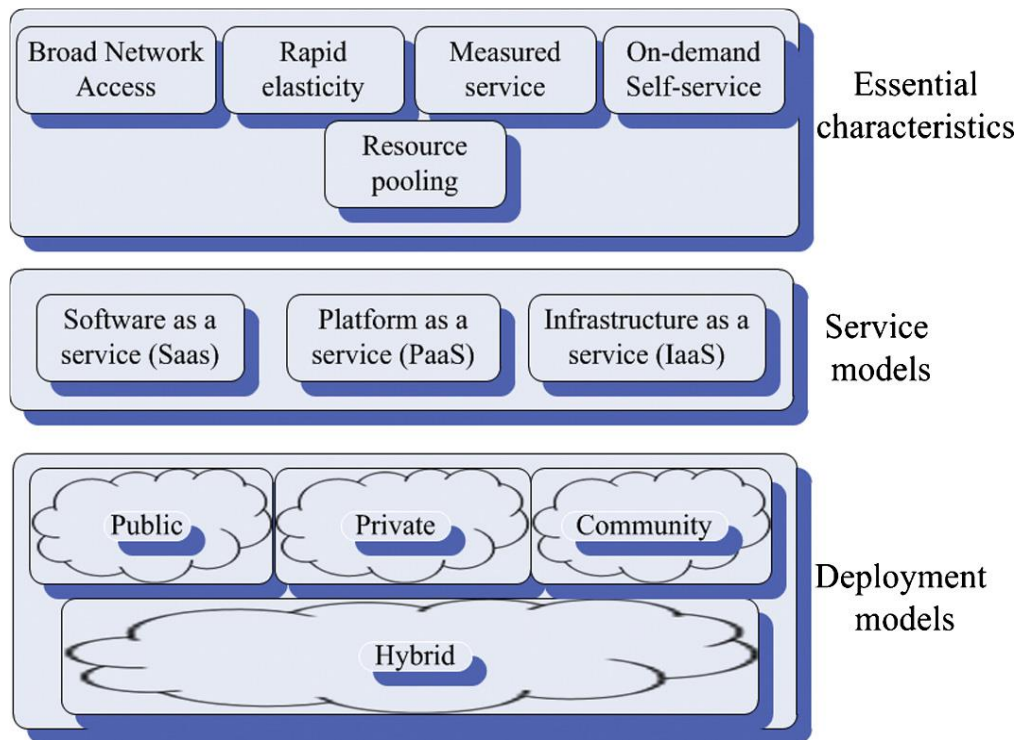 Broad Network
Access
Rapid
elasticity
Measured
service
On-demand
Self-service
Resource
pooling
Essential
characteristics
Software as a
service (Saas)
Platform as a
service (PaaS)
Infrastructure as a
service (IaaS)
Service
models
Public
Private
Community
Hybrid
Deployment
models